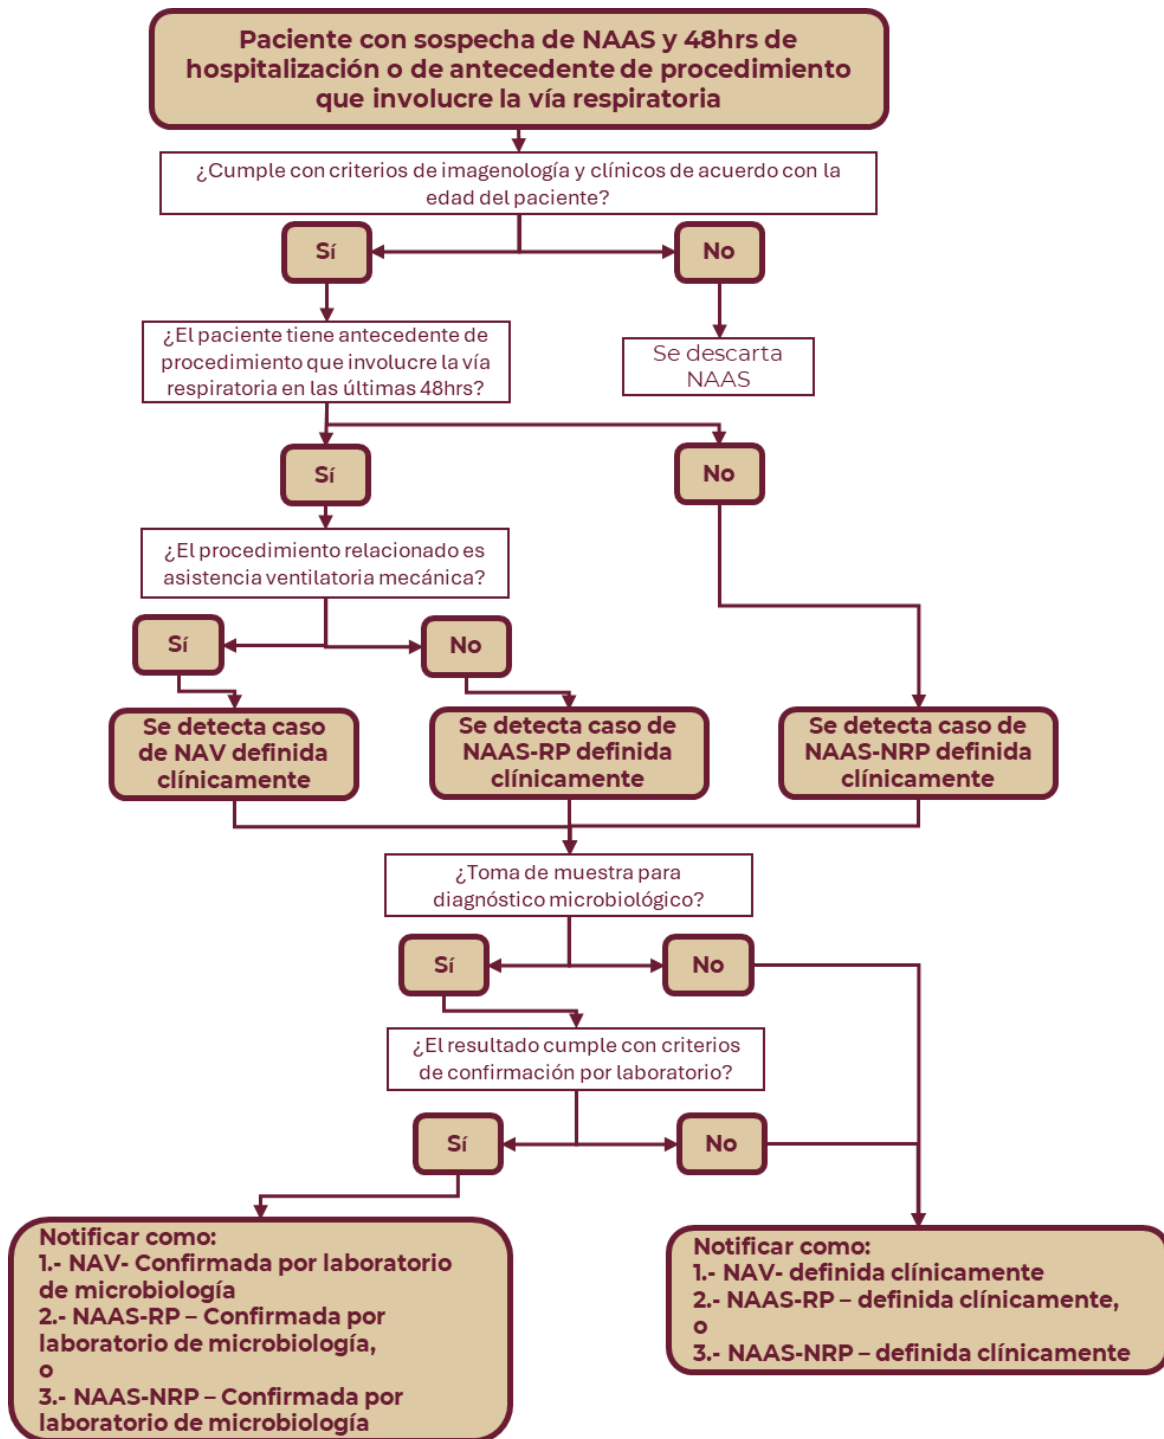 Paciente con sospecha de NAAS y 48hrs de
hospitalización o de antecedente de procedimiento
que involucre la vía respiratoria
¿Cumple con criterios de imagenología y clínicos de acuerdo con la
edad del paciente?
Sí
No
¿El paciente tiene antecedente de
procedimiento que involucre la vía
respiratoria en las últimas 48hrs?
Se descarta
NAAS
Sí
No
¿El procedimiento relacionado es
asistencia ventilatoria mecánica?
Sí
No
Se detecta caso
de NAV definida
clínicamente
Se detecta caso de
NAAS-RP definida
clínicamente
Se detecta caso de
NAAS-NRP definida
clínicamente
¿Toma de muestra para
diagnóstico microbiológico?
Sí
No
¿El resultado cumple con criterios
de confirmación por laboratorio?
Sí
No
Notificar como:
1.- NAV- Confirmada por laboratorio
de microbiología
2.- NAAS-RP – Confirmada por
laboratorio de microbiología,
o
3.- NAAS-NRP – Confirmada por
laboratorio de microbiología
Notificar como:
1.- NAV- definida clínicamente
2.- NAAS-RP – definida clínicamente,
o
3.- NAAS-NRP – definida clínicamente